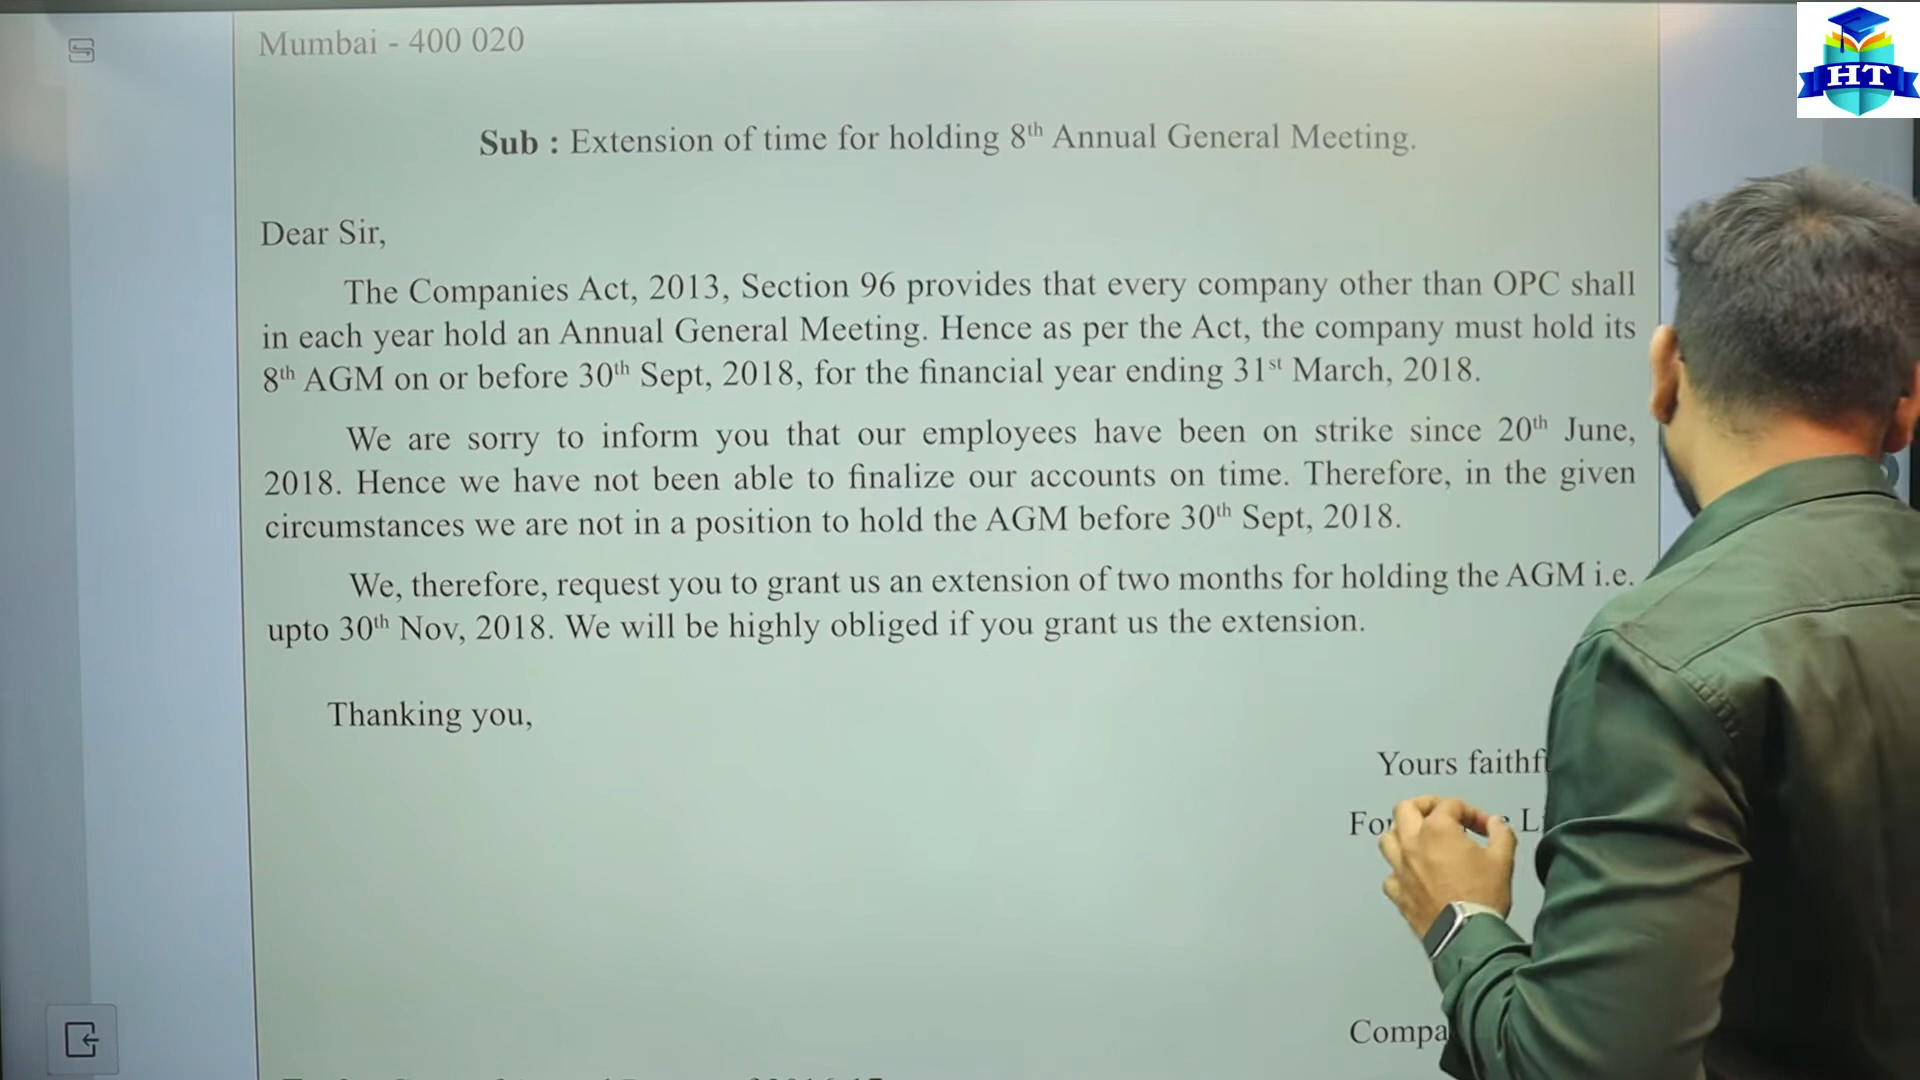 HT
Mumbai - 400 020
Sub : Extension of time for holding 8th Annual General Meeting.
Dear Sir,
The Companies Act, 2013, Section 96 provides that every company other than OPC shall
in each year hold an Annual General Meeting. Hence as per the Act, the company must hold its
8th AGM on or before 30th Sept, 2018, for the financial year ending 31st March, 2018.
We are sorry to inform you that our employees have been on strike since 20th June,
2018. Hence we have not been able to finalize our accounts on time. Therefore, in the given
circumstances we are not in a position to hold the AGM before 30th Sept, 2018.
We, therefore, request you to grant us an extension of two months for holding the AGM i.e.
upto 30th Nov, 2018. We will be highly obliged if you grant us the extension.
Thanking you,
Yours